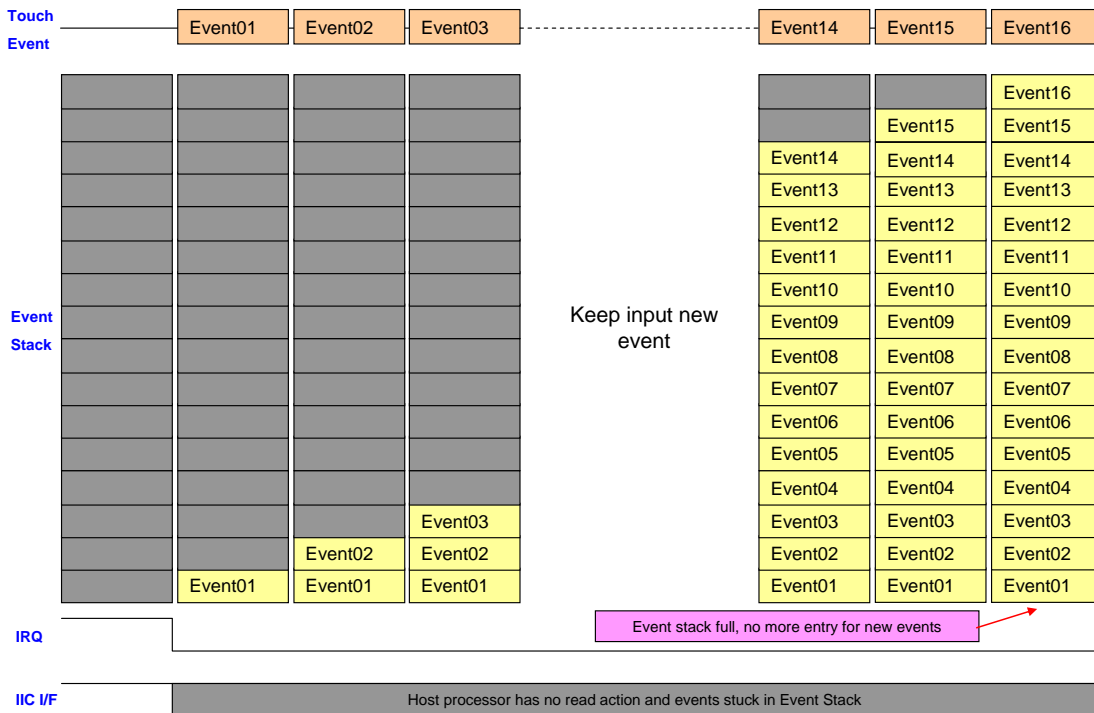 Touch
Event
Event01 Event02 Event03 Event14 Event15 Event16
Event16
Event15 Event15
Event14 Event14 Event14
Event13 Event13 Event13
Event12 Event12 Event12
Event11 Event11 Event11
Event10 Event10 Event10
Event
Stack
Keep input new
event
Event09 Event09 Event09
Event08 Event08 Event08
Event07 Event07 Event07
Event06 Event06 Event06
Event05 Event05 Event05
Event04 Event04 Event04
Event03 Event03 Event03 Event03
Event02 Event02 Event02 Event02 Event02
Event01 Event01 Event01 Event01 Event01 Event01
Event stack full, no more entry for new events
IRQ
IIC I/F
Host processor has no read action and events stuck in Event Stack